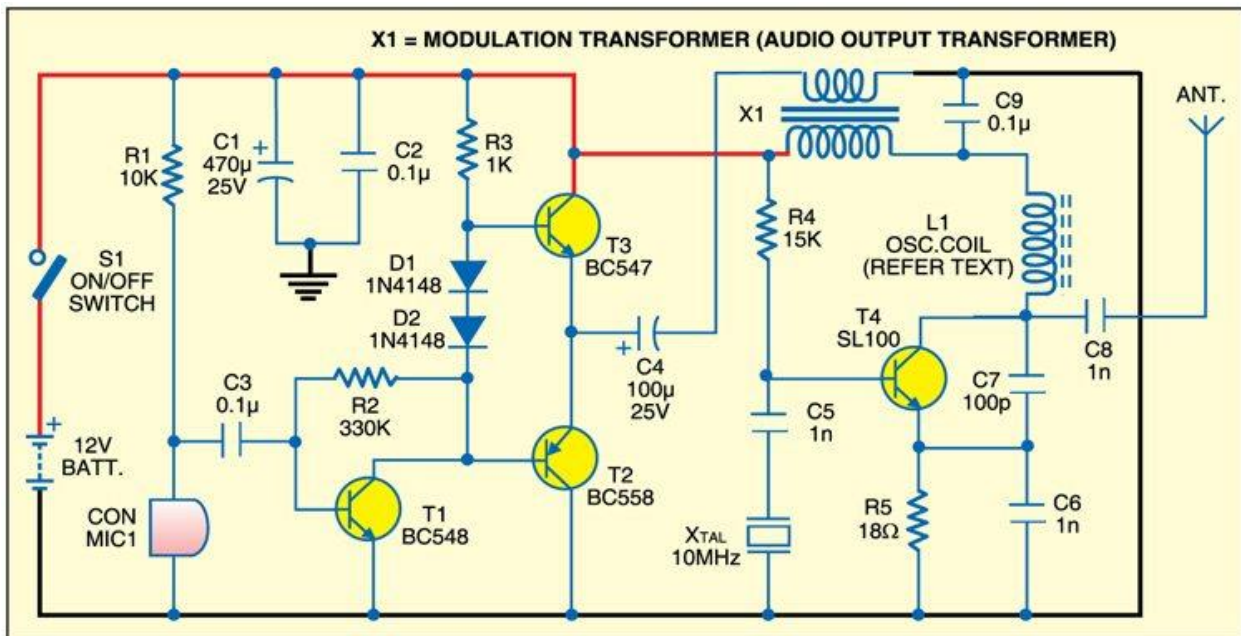 X1 = MODULATION TRANSFORMER (AUDIO OUTPUT TRANSFORMER)
R1
10K
C1
470µ
25V
+
C2
0.1µ
R3
1K
X1
C9
0.1µ
ANT.
S1
ON/OFF
SWITCH
D1
1N4148
D2
1N4148
T3
BC547
R4
15K
L1
OSC.COIL
(REFER TEXT)
C3
0.1µ
R2
330K
+
C4
100µ
25V
T4
SL100
C8
1n
C7
100p
C5
1n
+
12V
BATT.
CON
MIC1
T1
BC548
T2
BC558
XTAL
10MHz
R5
18Ω
C6
1n